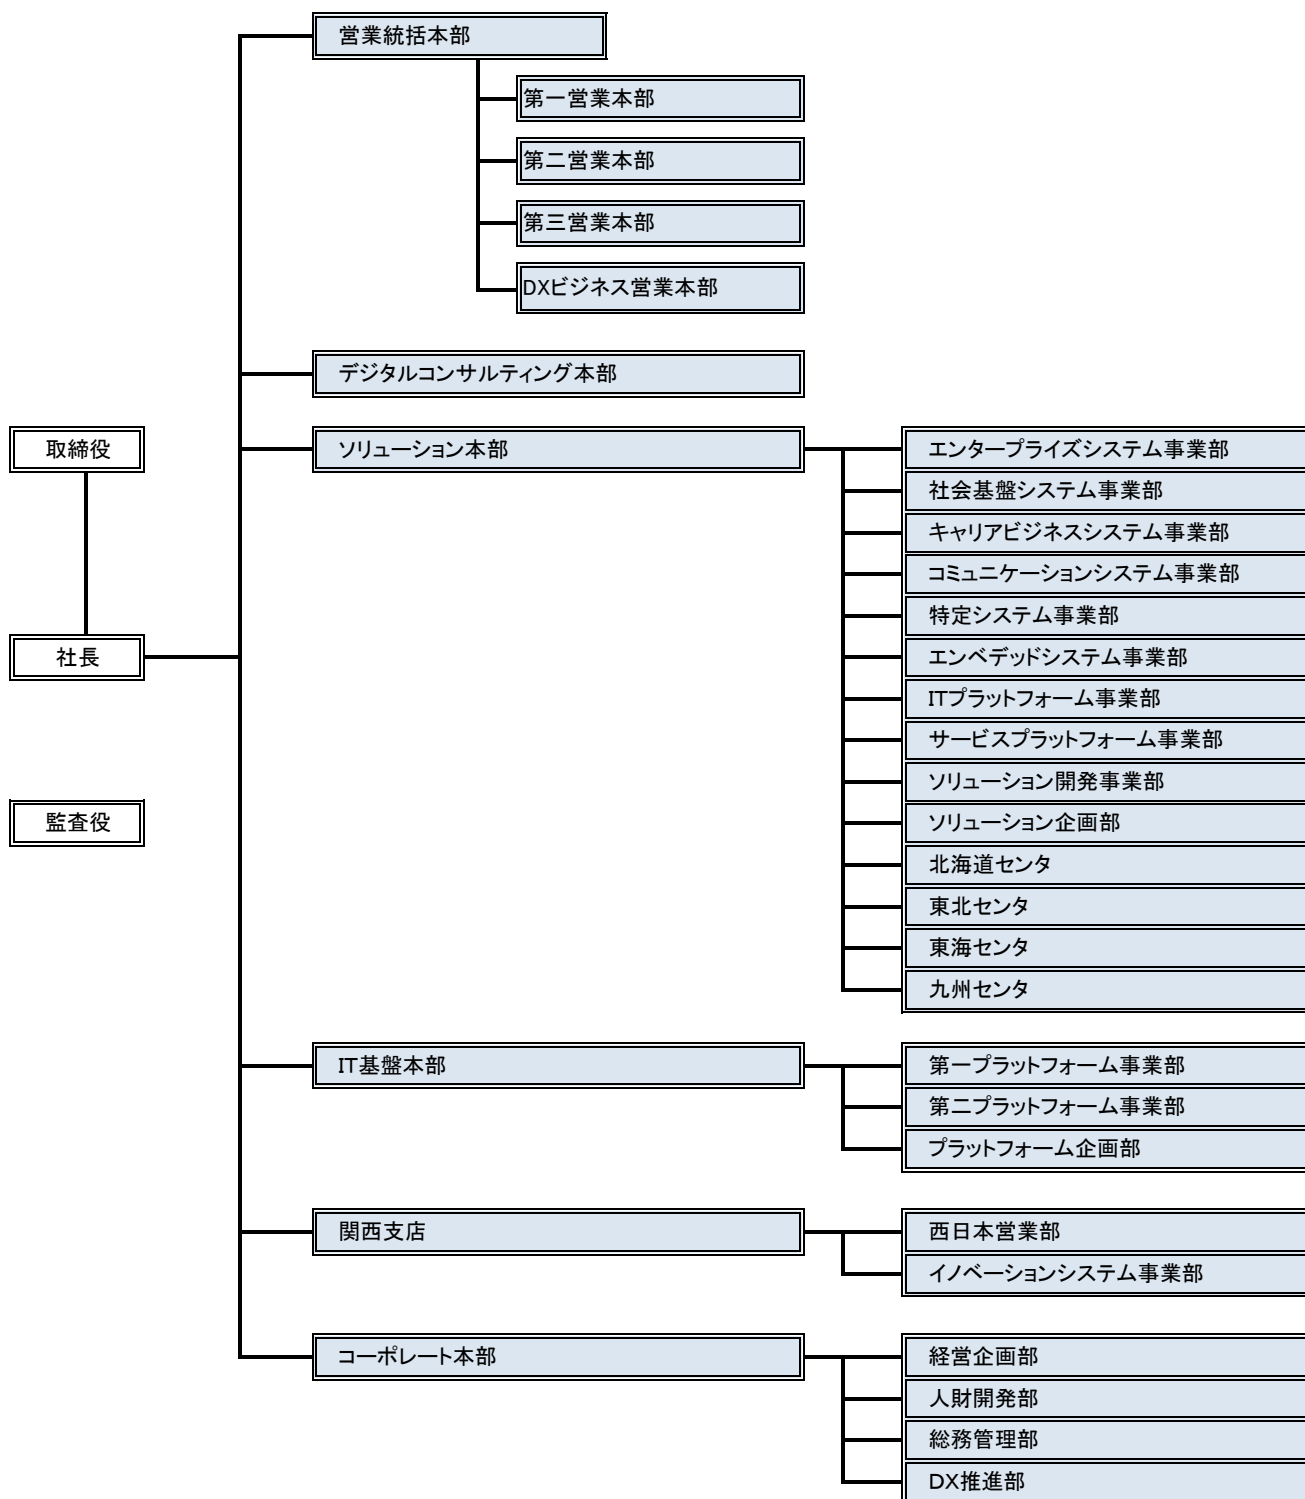 営業統括本部
第一営業本部
第二営業本部
第三営業本部
DXビジネス営業本部
デジタルコンサルティング本部
取締役
社長
監査役
ソリューション本部
エンタープライズシステム事業部
社会基盤システム事業部
キャリアビジネスシステム事業部
コミュニケーションシステム事業部
特定システム事業部
エンベデッドシステム事業部
ITプラットフォーム事業部
サービスプラットフォーム事業部
ソリューション開発事業部
ソリューション企画部
北海道センタ
東北センタ
東海センタ
九州センタ
IT基盤本部
第一プラットフォーム事業部
第二プラットフォーム事業部
プラットフォーム企画部
関西支店
西日本営業部
イノベーションシステム事業部
コーポレート本部
経営企画部
人財開発部
総務管理部
DX推進部